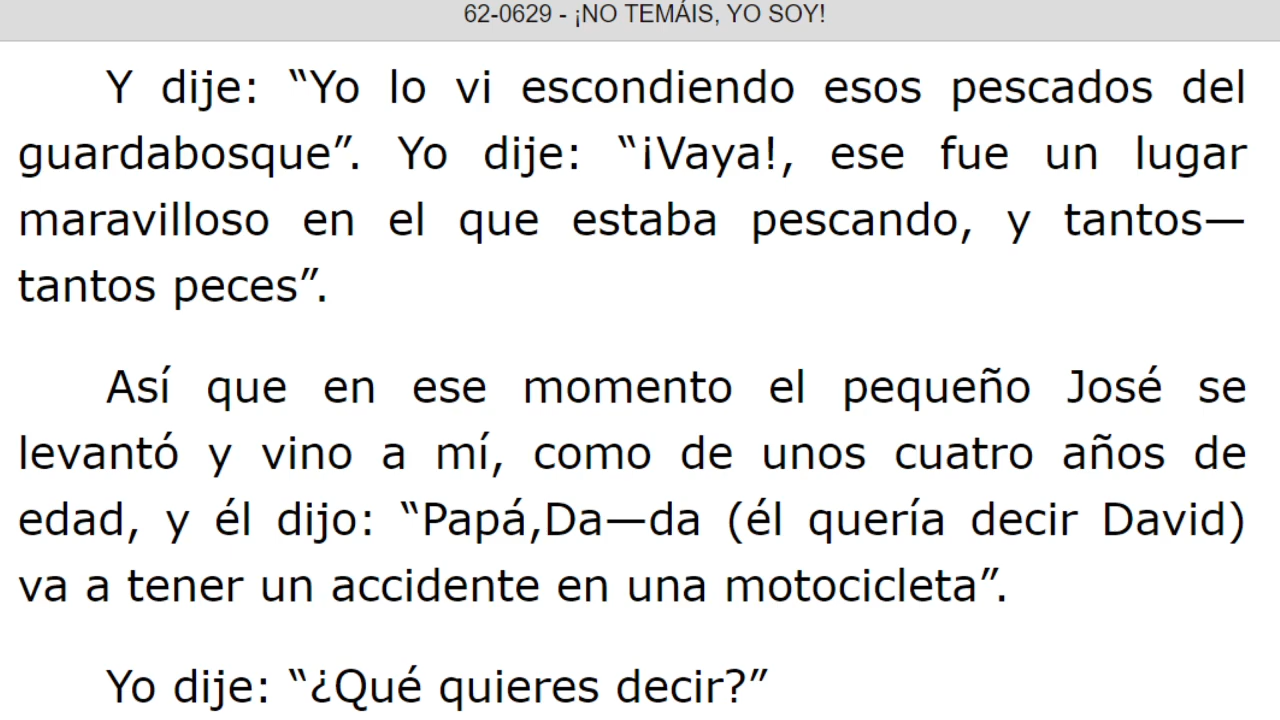 62-0629 - ¡NO TEMÁIS, YO SOY!
Y dije: “Yo lo vi escondiendo esos pescados del
guardabosque”. Yo dije: “¡Vaya!, ese fue un lugar
maravilloso en el que estaba pescando, y tantos—
tantos peces”.
Así que en ese momento el pequeño José se
levantó y vino a mí, como de unos cuatro años de
edad, y él dijo: “Papá,Da—da (él quería decir David)
va a tener un accidente en una motocicleta”.
Yo dije: “¿Qué quieres decir?”